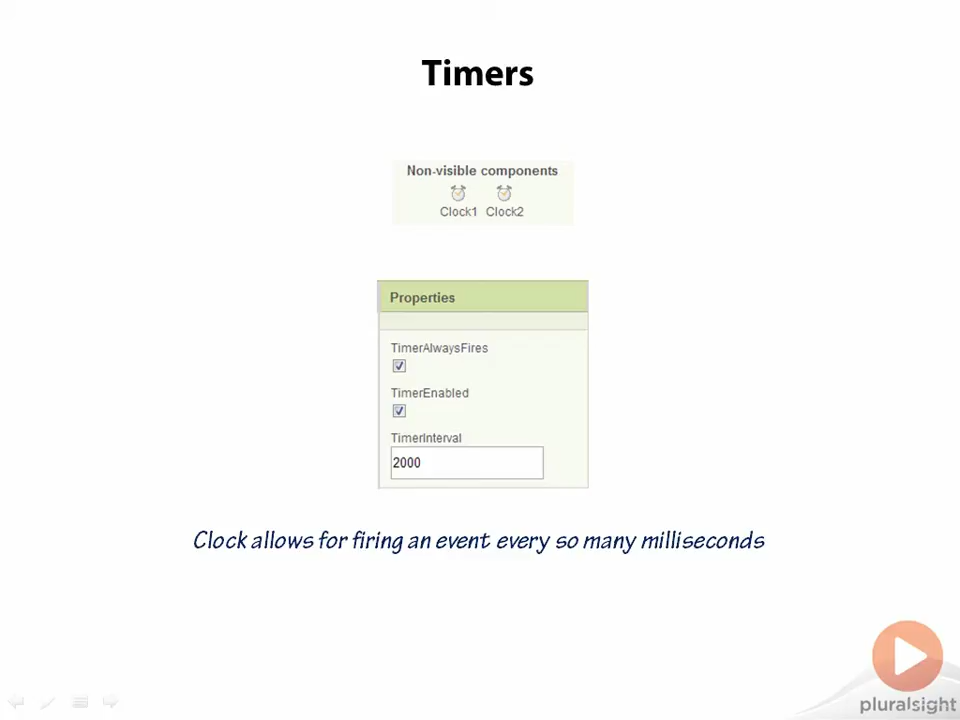 Timers
Non-visible components
Clock1 Clock2
Properties
TimerAlwaysFires
TimerEnabled
TimerInterval
2000
Clock allows for firing an event every so many milliseconds
pluralsight